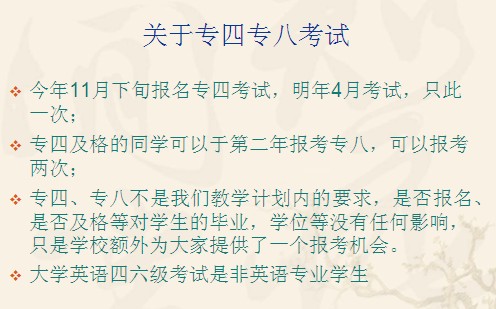 关于专四专八考试
今年11月下旬报名专四考试，明年4月考试，只此
一次；
专四及格的同学可以于第二年报考专八，可以报考
两次；
专四、专八不是我们教学计划内的要求，是否报名、
是否及格等对学生的毕业，学位等没有任何影响，
只是学校额外为大家提供了一个报考机会。
大学英语四六级考试是非英语专业学生